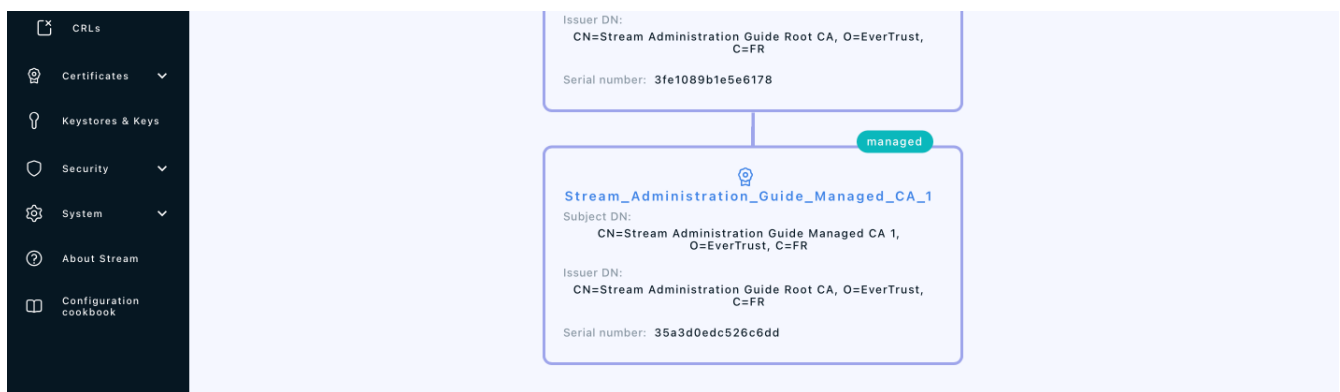 CRLs
Certificates
Keystores & Keys
Security
System
About Stream
Configuration
cookbook
Issuer DN:
CN=Stream Administration Guide Root CA, O=EverTrust,
C=FR
Serial number: 3fe1089b1e5e6178
managed
Stream_Administration_Guide_Managed_CA_1
Subject DN:
CN=Stream Administration Guide Managed CA 1,
O=EverTrust, C=FR
Issuer DN:
CN=Stream Administration Guide Root CA, O=EverTrust,
C=FR
Serial number: 35a3d0edc526c6dd